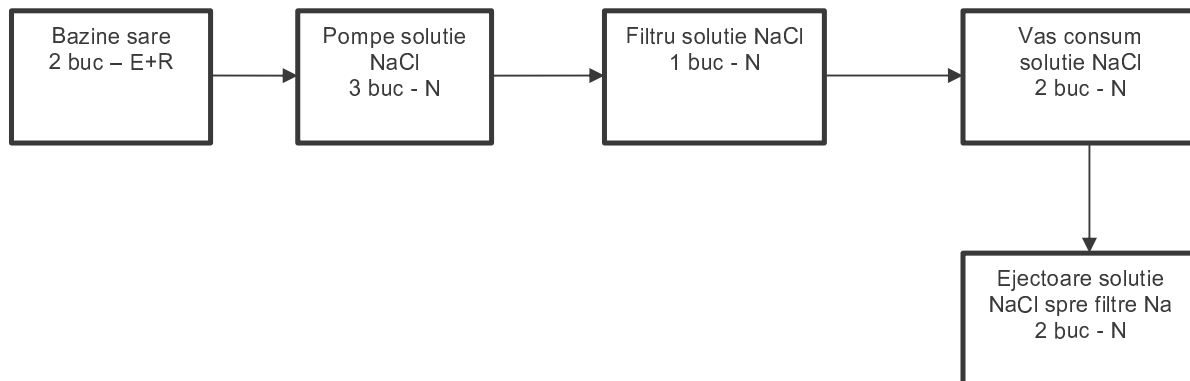 Bazine sare
2 buc – E+R
Pompe solutie
NaCl
3 buc - N
Filtru solutie NaCl
1 buc - N
Vas consum
solutie NaCl
2 buc - N
Ejectoare solutie
NaCl spre filtre Na
2 buc - N